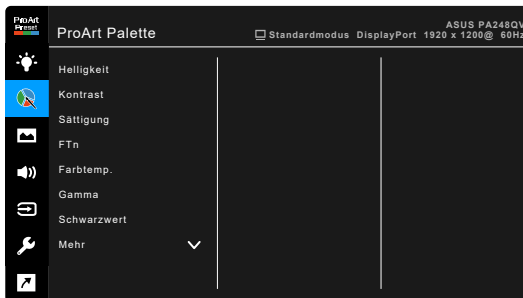 ProArt
Preset
ProArt Palette
ASUS PA248QV
Standardmodus DisplayPort 1920 x 1200@ 60Hz
Helligkeit
Kontrast
Sättigung
FTn
Farbtemp.
Gamma
Schwarzwert
Mehr